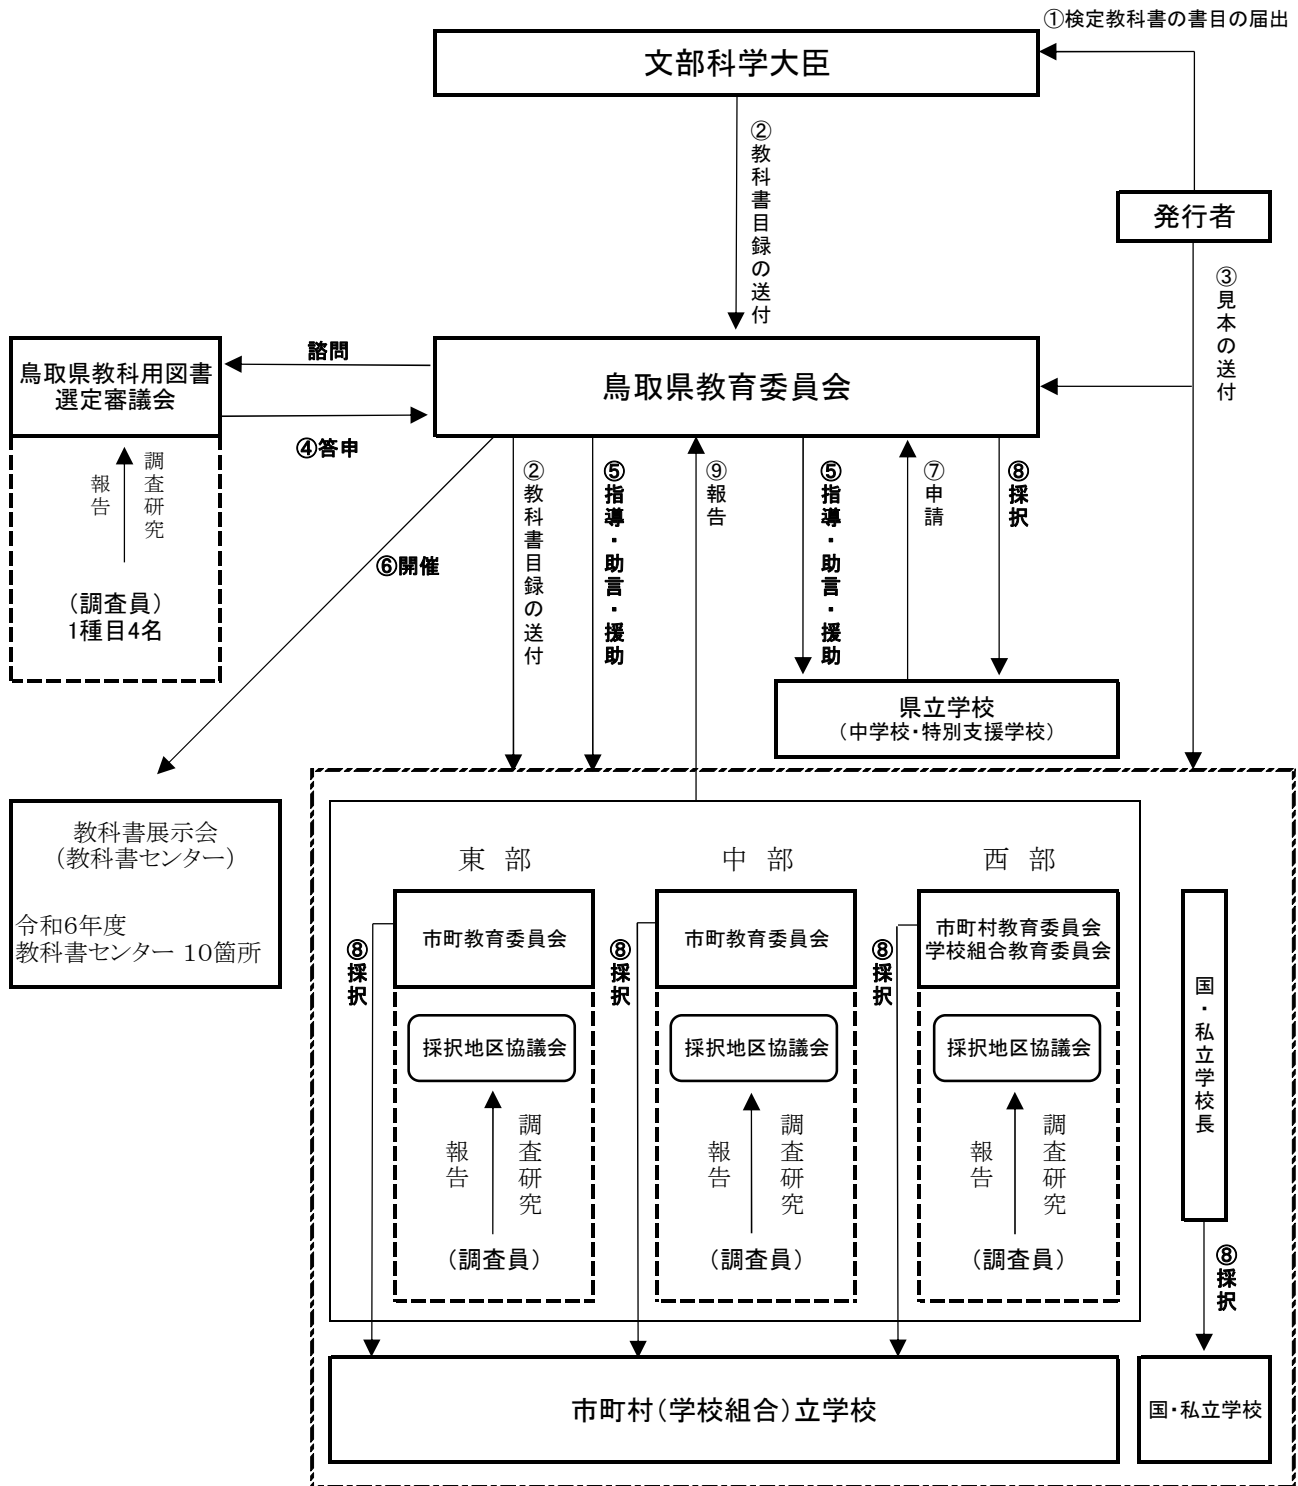 ①検定教科書の書目の届出
文部科学大臣
②教科書目録の送付
発行者
③見本の送付
鳥取県教科用図書
選定審議会
諮問
④答申
鳥取県教育委員会
報告
調査研究
（調査員）
1種目4名
⑥開催
②教科書目録の送付
⑤指導・助言・援助
⑨報告
⑤指導・助言・援助
⑦申請
⑧採択
県立学校
（中学校・特別支援学校）
教科書展示会
（教科書センター）
令和6年度
教科書センター 10箇所
東 部
中 部
西 部
⑧採択
市町教育委員会
⑧採択
市町教育委員会
⑧採択
市町村教育委員会
学校組合教育委員会
採択地区協議会
採択地区協議会
採択地区協議会
報告
調査研究
報告
調査研究
報告
調査研究
（調査員）
（調査員）
（調査員）
国・私立学校長
⑧採択
市町村（学校組合）立学校
国・私立学校